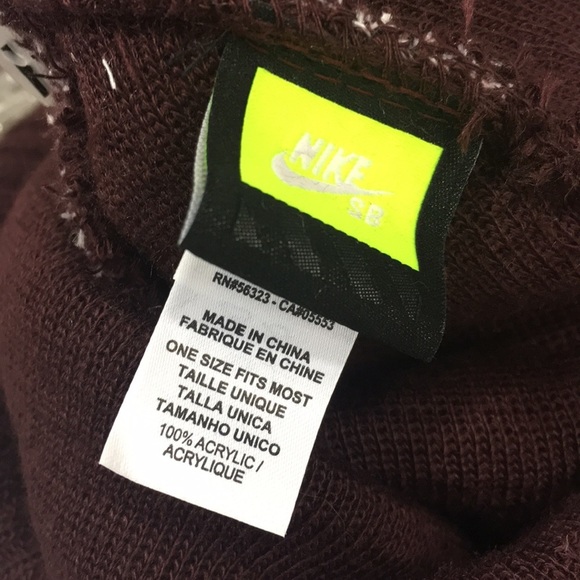 NIKE
SB
RN#56323 - CA#05553
MADE IN CHINA
FABRIQUE EN CHINE
ONE SIZE FITS MOST
TAILLE UNIQUE
TALLA UNICA
TAMANHO UNICO
100% ACRYLIC /
ACRYLIQUE